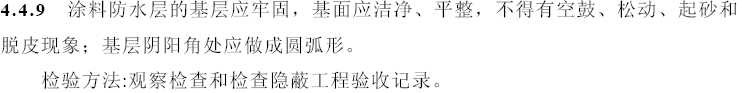 4.4.9 涂料防水层的基层应牢固，基面应洁净、平整，不得有空鼓、松动、起砂和
脱皮现象；基层阴阳角处应做成圆弧形。
检验方法:观察检查和检查隐蔽工程验收记录。